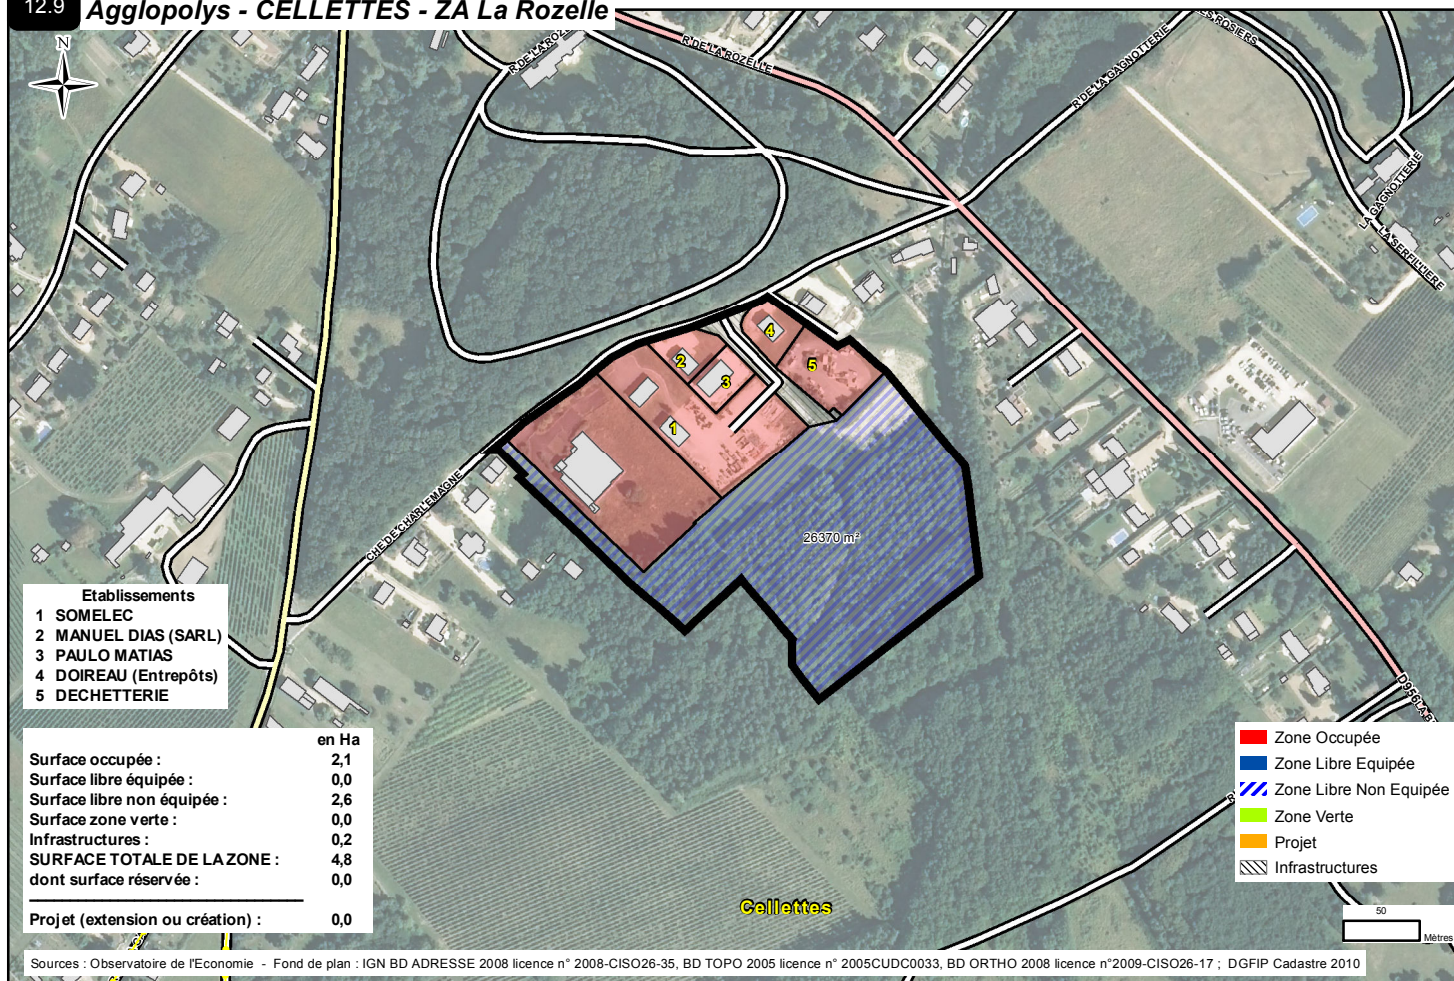 12.9 Agglopolys - CELLETTES - ZA La Rozelle
N
R DE LA ROZELLE
R DE LA GAGNOTTERIE
LA GAGNOTTERIE
LA SERFILLIERE
CHE DE CHARLEMAGNE
4
2
3
5
1
26370 m²
Etablissements
1 SOMELEC
2 MANUEL DIAS (SARL)
3 PAULO MATIAS
4 DOIREAU (Entrepôts)
5 DECHETTERIE
en Ha
Surface occupée : 2,1
Surface libre équipée : 0,0
Surface libre non équipée : 2,6
Surface zone verte : 0,0
Infrastructures : 0,2
SURFACE TOTALE DE LA ZONE : 4,8
dont surface réservée : 0,0
Projet (extension ou création) : 0,0
Zone Occupée
Zone Libre Equipée
Zone Libre Non Equipée
Zone Verte
Projet
Infrastructures
Cellettes
50
Mètres
Sources : Observatoire de l'Economie - Fond de plan : IGN BD ADRESSE 2008 licence n° 2008-CISO26-35, BD TOPO 2005 licence n° 2005CUDC0033, BD ORTHO 2008 licence n°2009-CISO26-17 ; DGFIP Cadastre 2010